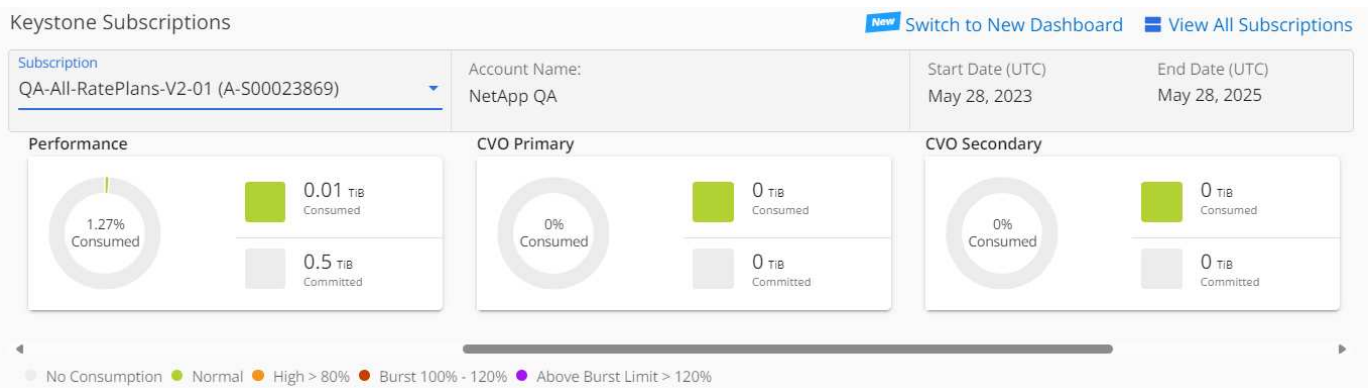 Keystone Subscriptions
New Switch to New Dashboard View All Subscriptions
Subscription
QA-All-RatePlans-V2-01 (A-S00023869)
Account Name:
NetApp QA
Start Date (UTC)
May 28, 2023
End Date (UTC)
May 28, 2025
Performance
1.27%
Consumed
0.01 TiB
Consumed
0.5 TiB
Committed
CVO Primary
0%
Consumed
0 TiB
Consumed
0 TiB
Committed
CVO Secondary
0%
Consumed
0 TiB
Consumed
0 TiB
Committed
No Consumption Normal High > 80% Burst 100% - 120% Above Burst Limit > 120%